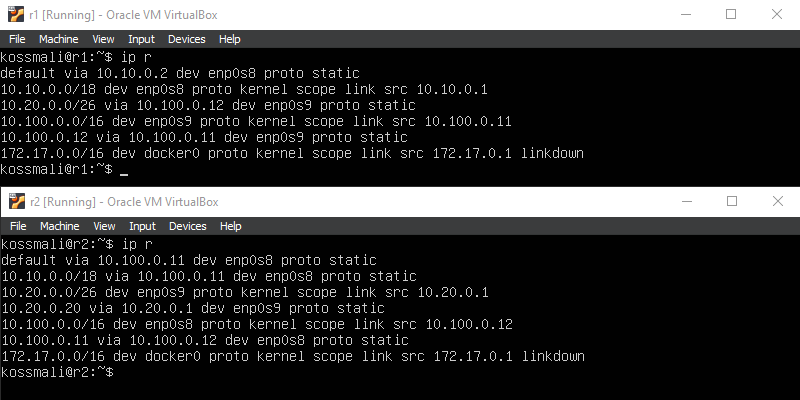 r1 [Running] - Oracle VM VirtualBox
File Machine View Input Devices Help
kossmali@r1:~$ ip r
default via 10.10.0.2 dev enp0s8 proto static
10.10.0.0/18 dev enp0s8 proto kernel scope link src 10.10.0.1
10.20.0.0/26 via 10.100.0.12 dev enp0s9 proto static
10.100.0.0/16 dev enp0s9 proto kernel scope link src 10.100.0.11
10.100.0.12 via 10.100.0.11 dev enp0s9 proto static
172.17.0.0/16 dev docker0 proto kernel scope link src 172.17.0.1 linkdown
kossmali@r1:~$ _
r2 [Running] - Oracle VM VirtualBox
File Machine View Input Devices Help
kossmali@r2:~$ ip r
default via 10.100.0.11 dev enp0s8 proto static
10.10.0.0/18 via 10.100.0.11 dev enp0s8 proto static
10.20.0.0/26 dev enp0s9 proto kernel scope link src 10.20.0.1
10.20.0.20 via 10.20.0.1 dev enp0s9 proto static
10.100.0.0/16 dev enp0s8 proto kernel scope link src 10.100.0.12
10.100.0.11 via 10.100.0.12 dev enp0s8 proto static
172.17.0.0/16 dev docker0 proto kernel scope link src 172.17.0.1 linkdown
kossmali@r2:~$